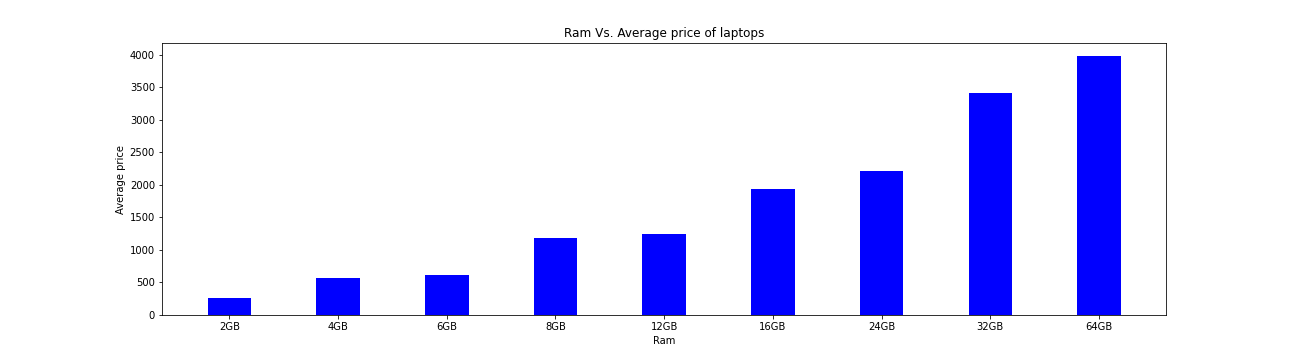 Ram Vs. Average price of laptops
4000
3500
3000
2500
2000
1500
1000
500
0
Average price
2GB 4GB 6GB 8GB 12GB 16GB 24GB 32GB 64GB
Ram